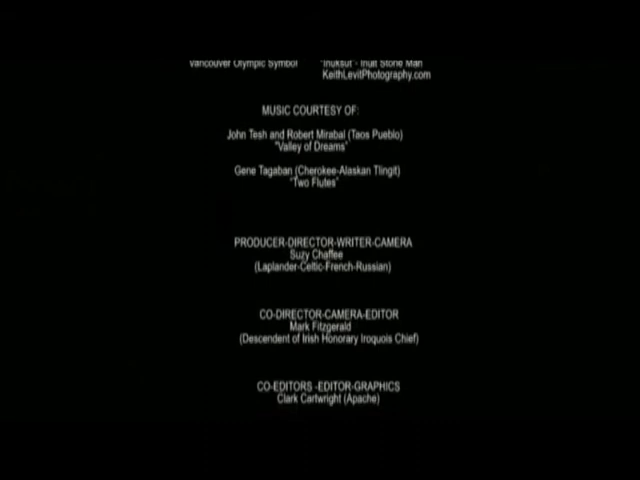 Vancouver Olympic Symbol "Inuksut"- Inuit Stone Man
KeithLevitPhotography.com
MUSIC COURTESY OF:
John Tesh and Robert Mirabal (Taos Pueblo)
"Valley of Dreams"
Gene Tagaban (Cherokee-Alaskan Tlingit)
"Two Flutes"
PRODUCER-DIRECTOR-WRITER-CAMERA
Suzy Chaffee
(Laplander-Celtic-French-Russian)
CO-DIRECTOR-CAMERA-EDITOR
Mark Fitzgerald
(Descendent of Irish Honorary Iroquois Chief)
CO-EDITORS -EDITOR-GRAPHICS
Clark Cartwright (Apache)